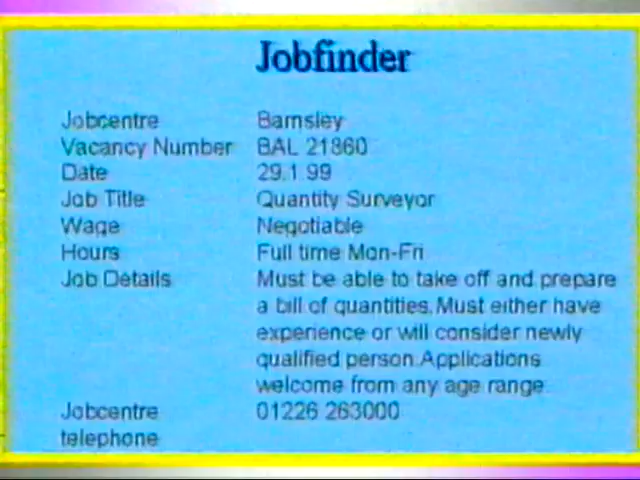 Jobfinder
Jobcentre Barnsley
Vacancy Number BAL 21860
Date 29.1.99
Job Title Quantity Surveyor
Wage Negotiable
Hours Full time Mon-Fri
Job Details Must be able to take off and prepare
a bill of quantities.Must either have
experience or will consider newly
qualified person.Applications
welcome from any age range.
Jobcentre 01226 263000
telephone